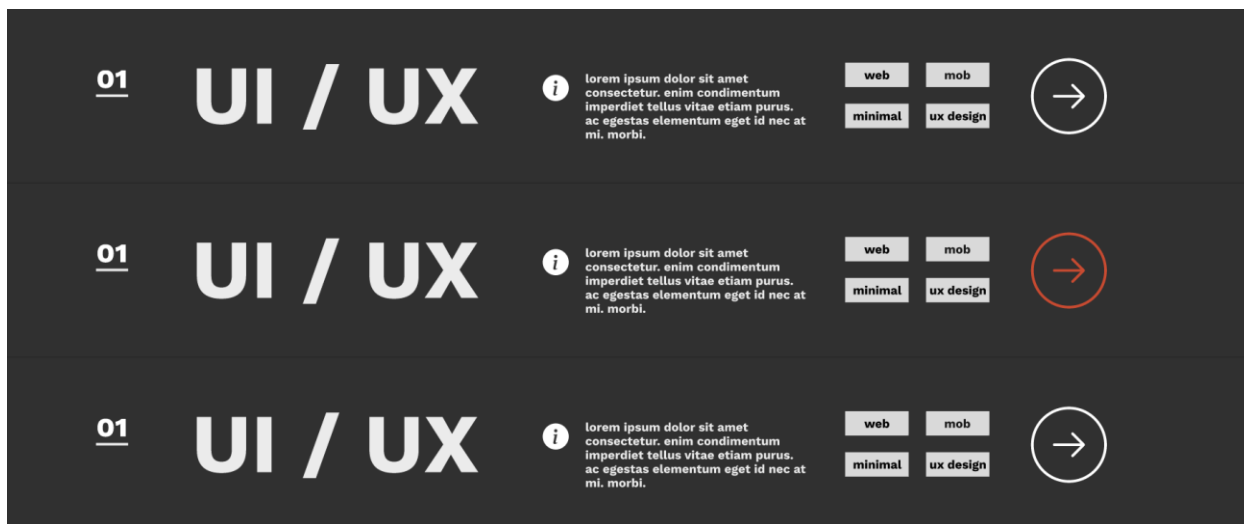 01
UI / UX
i
lorem ipsum dolor sit amet
consectetur. enim condimentum
imperdiet tellus vitae etiam purus.
ac egestas elementum eget id nec at
mi. morbi.
web
mob
minimal
ux design
01
UI / UX
i
lorem ipsum dolor sit amet
consectetur. enim condimentum
imperdiet tellus vitae etiam purus.
ac egestas elementum eget id nec at
mi. morbi.
web
mob
minimal
ux design
01
UI / UX
i
lorem ipsum dolor sit amet
consectetur. enim condimentum
imperdiet tellus vitae etiam purus.
ac egestas elementum eget id nec at
mi. morbi.
web
mob
minimal
ux design